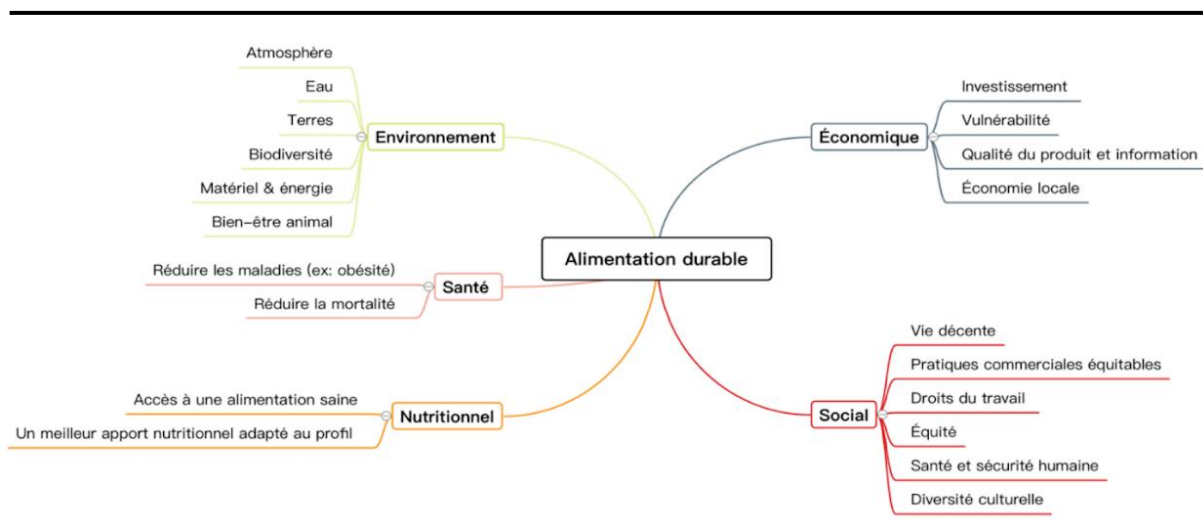 Atmosphère
Eau
Terres
Biodiversité
Matériel & énergie
Bien-être animal
Environnement
Réduire les maladies (ex: obésité)
Réduire la mortalité
Santé
Accès à une alimentation saine
Un meilleur apport nutritionnel adapté au profil
Nutritionnel
Alimentation durable
Économique
Investissement
Vulnérabilité
Qualité du produit et information
Économie locale
Social
Vie décente
Pratiques commerciales équitables
Droits du travail
Équité
Santé et sécurité humaine
Diversité culturelle